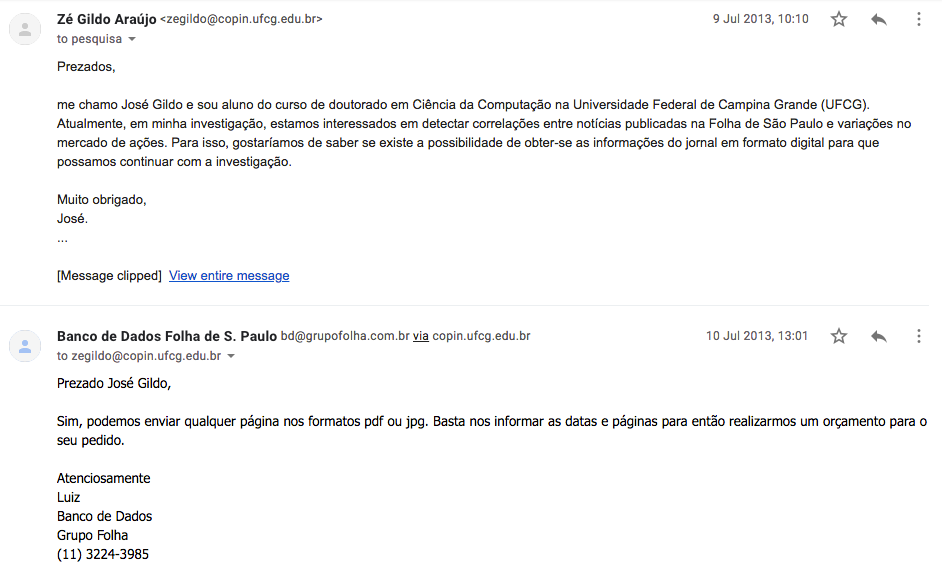 Zé Gildo Araújo <zegildo@copin.ufcg.edu.br> 9 Jul 2013, 10:10
to pesquisa
Prezados,
me chamo José Gildo e sou aluno do curso de doutorado em Ciência da Computação na Universidade Federal de Campina Grande (UFCG).
Atualmente, em minha investigação, estamos interessados em detectar correlações entre notícias publicadas na Folha de São Paulo e variações no
mercado de ações. Para isso, gostaríamos de saber se existe a possibilidade de obter-se as informações do jornal em formato digital para que
possamos continuar com a investigação.
Muito obrigado,
José.
...
[Message clipped] View entire message
Banco de Dados Folha de S. Paulo bd@grupofolha.com.br via copin.ufcg.edu.br 10 Jul 2013, 13:01
to zegildo@copin.ufcg.edu.br
Prezado José Gildo,
Sim, podemos enviar qualquer página nos formatos pdf ou jpg. Basta nos informar as datas e páginas para então realizarmos um orçamento para o
seu pedido.
Atenciosamente
Luiz
Banco de Dados
Grupo Folha
(11) 3224-3985